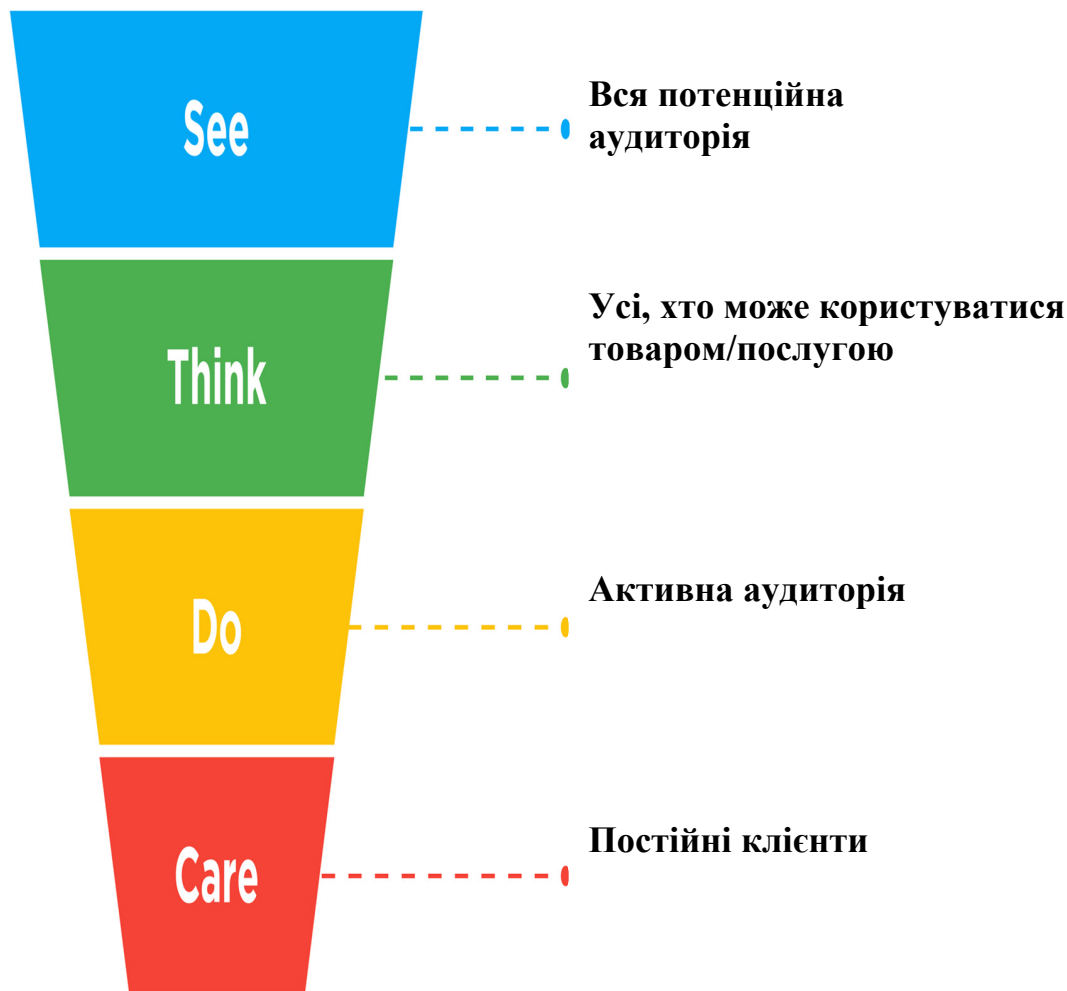 See
Вся потенційна
аудиторія
Think
Усі, хто може користуватися
товаром/послугою
Do
Активна аудиторія
Care
Постійні клієнти